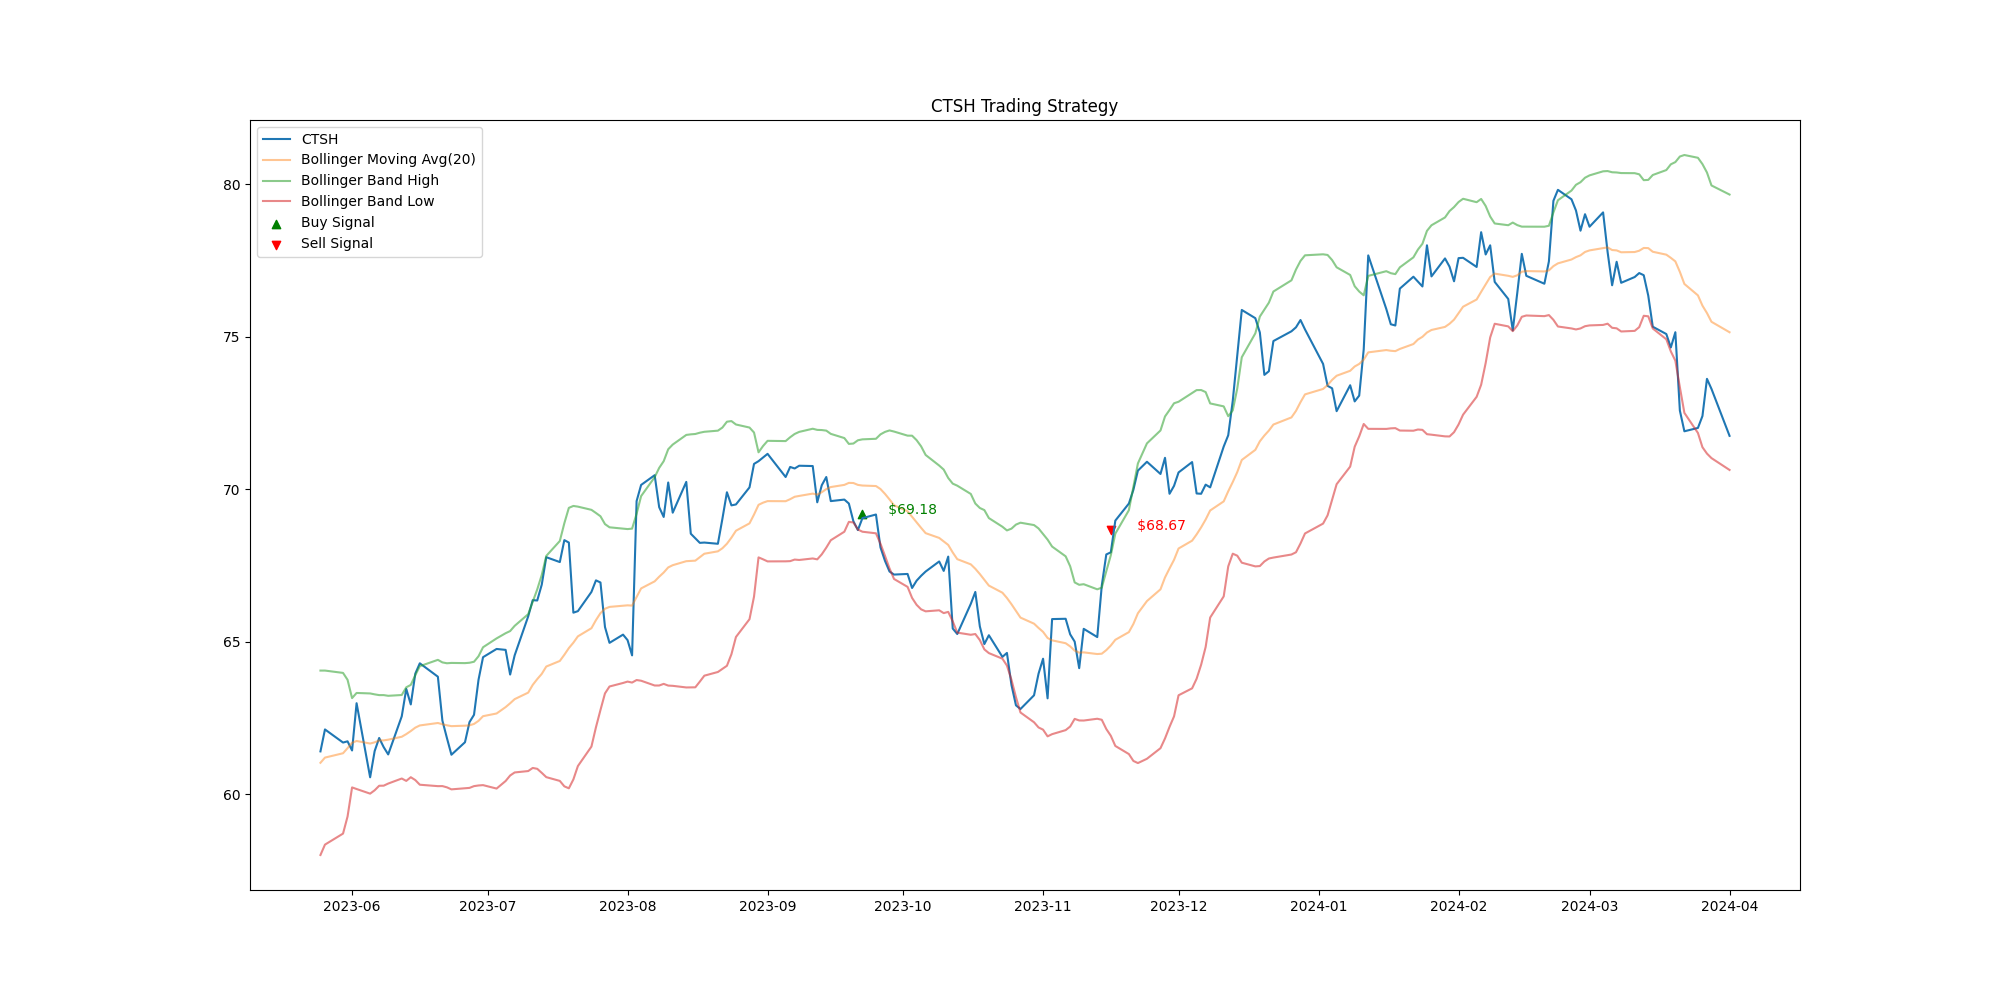 CTSH Trading Strategy
CTSH
Bollinger Moving Avg(20)
Bollinger Band High
Bollinger Band Low
Buy Signal
Sell Signal
80
75
70
65
60
$69.18
$68.67
2023-06 2023-07 2023-08 2023-09 2023-10 2023-11 2023-12 2024-01 2024-02 2024-03 2024-04